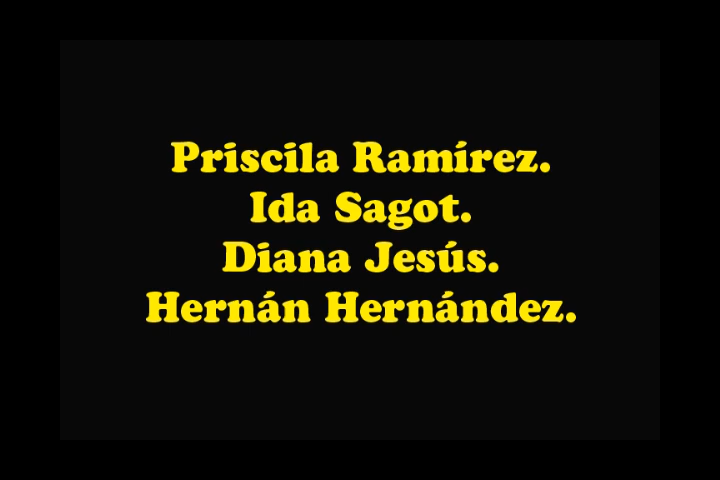 Priscila Ramírez.
Ida Sagot.
Diana Jesús.
Hernán Hernández.